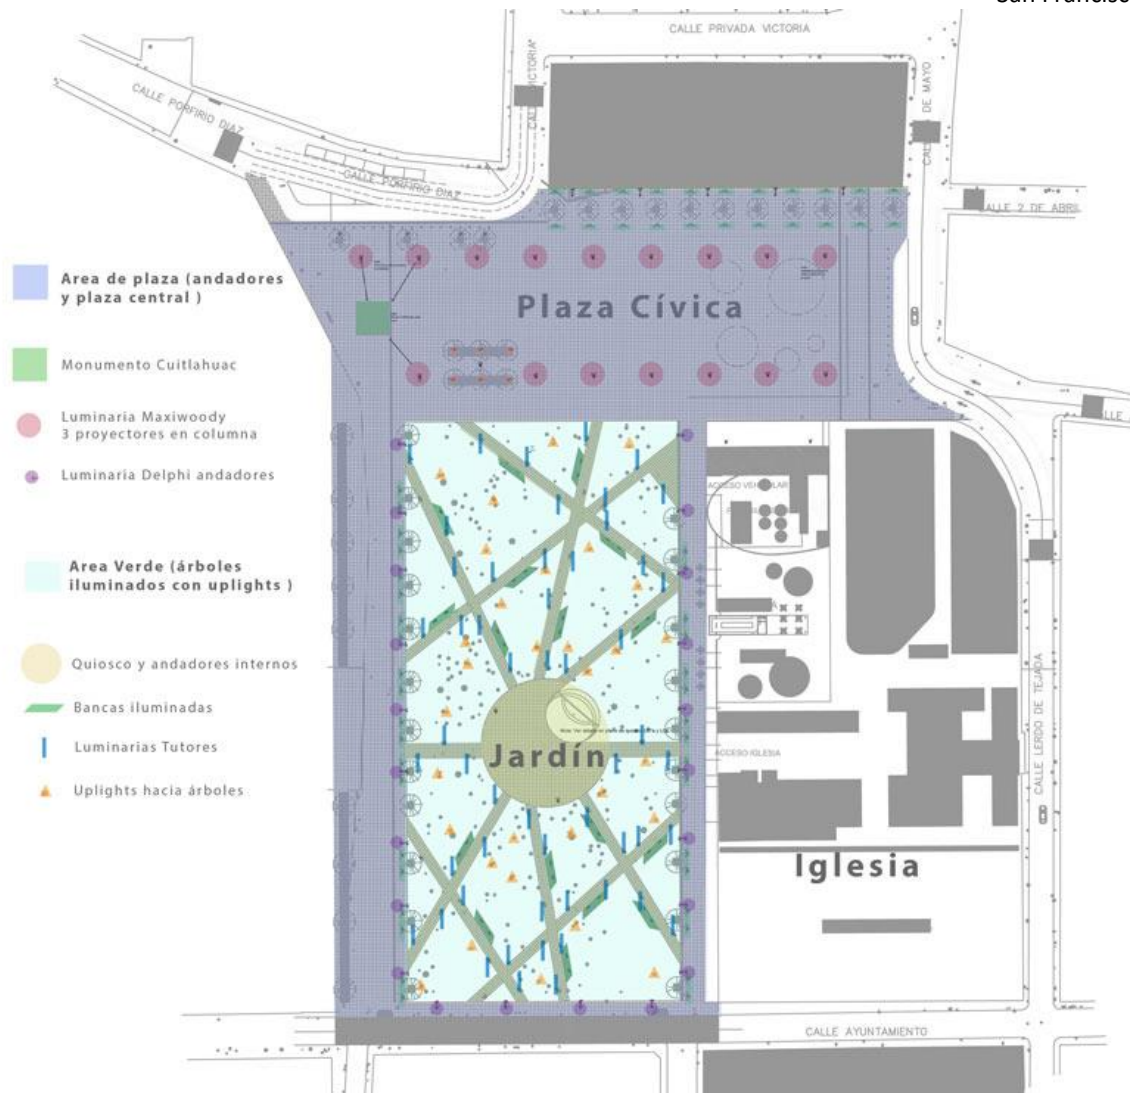 San Francisc
CALLE PRIVADA VICTORIA
CALLE PORFIRIO DIAZ
CALLE PORFIRIO DIAZ
CALLE 2 DE ABRIL
Area de plaza (andadores
y plaza central )
Plaza Cívica
Monumento Cuitlahuac
Luminaria Maxiwoody
3 proyectores en columna
Luminaria Delphi andadores
ACCESO VEHICULAR
Area Verde (árboles
iluminados con uplights )
Quiosco y andadores internos
Bancas iluminadas
Luminarias Tutores
Jardín
ACCESO IGLESIA
CALLE LERDO DE TEJADA
Uplights hacia árboles
Iglesia
CALLE AYUNTAMIENTO